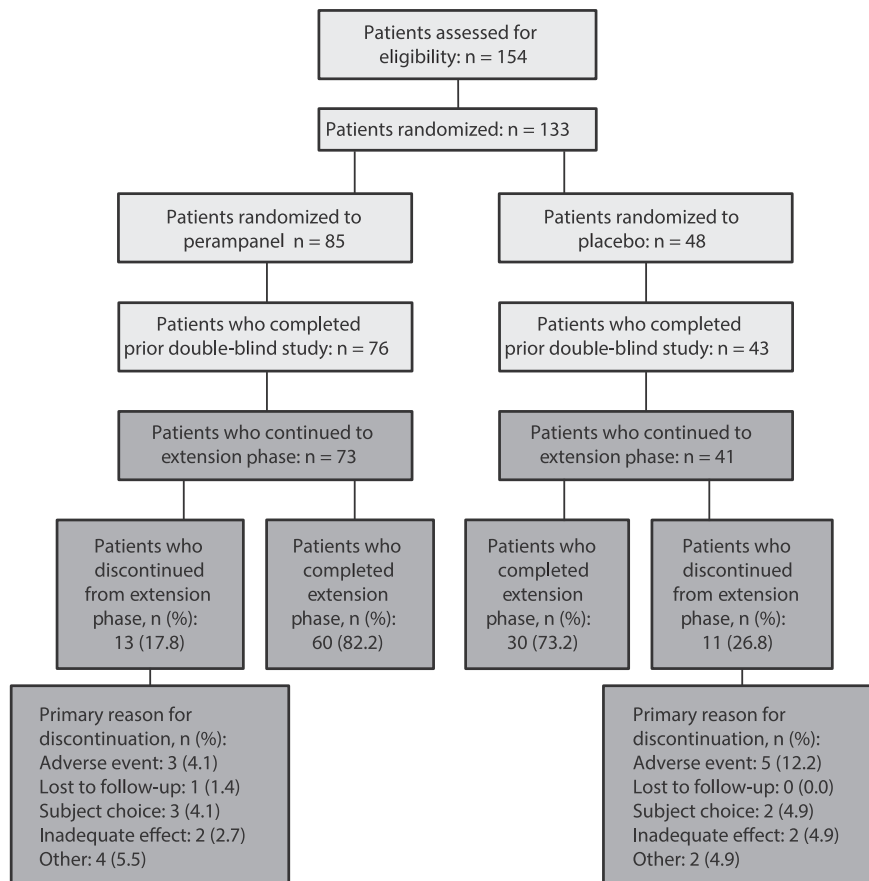 Patients assessed for
eligibility: n = 154
Patients randomized: n = 133
Patients randomized to
perampanel n = 85
Patients randomized to
placebo: n = 48
Patients who completed
prior double-blind study: n = 76
Patients who completed
prior double-blind study: n = 43
Patients who continued to
extension phase: n = 73
Patients who continued to
extension phase: n = 41
Patients who
discontinued
from extension
phase, n (%):
13 (17.8)
Patients who
completed
extension
phase, n (%):
60 (82.2)
Patients who
completed
extension
phase, n (%):
30 (73.2)
Patients who
discontinued
from extension
phase, n (%):
11 (26.8)
Primary reason for
discontinuation, n (%):
Adverse event: 3 (4.1)
Lost to follow-up: 1 (1.4)
Subject choice: 3 (4.1)
Inadequate effect: 2 (2.7)
Other: 4 (5.5)
Primary reason for
discontinuation, n (%):
Adverse event: 5 (12.2)
Lost to follow-up: 0 (0.0)
Subject choice: 2 (4.9)
Inadequate effect: 2 (4.9)
Other: 2 (4.9)